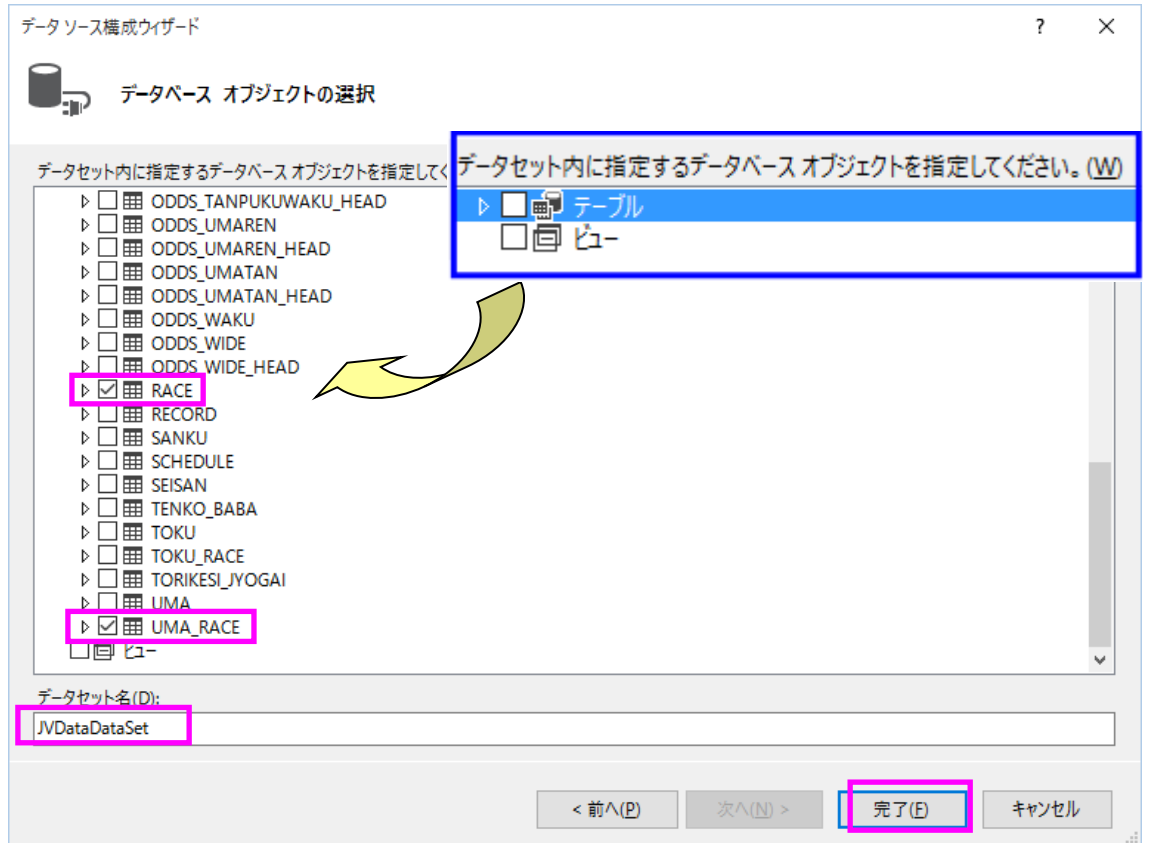 データ ソース構成ウィザード
?
データベース オブジェクトの選択
データセット内に指定するデータベース オブジェクトを指定してく
データセット内に指定するデータベース オブジェクトを指定してください。(W)
テーブル
ビュー
ODDS_TANPUKUWAKU_HEAD
ODDS_UMAREN
ODDS_UMAREN_HEAD
ODDS_UMATAN
ODDS_UMATAN_HEAD
ODDS_WAKU
ODDS_WIDE
ODDS_WIDE_HEAD
RACE
RECORD
SANKU
SCHEDULE
SEISAN
TENKO_BABA
TOKU
TOKU_RACE
TORIKESI_JYOGAI
UMA
UMA_RACE
ビュー
データセット名(D):
JVDataDataSet
< 前へ(P) 次へ(N) > 完了(F) キャンセル